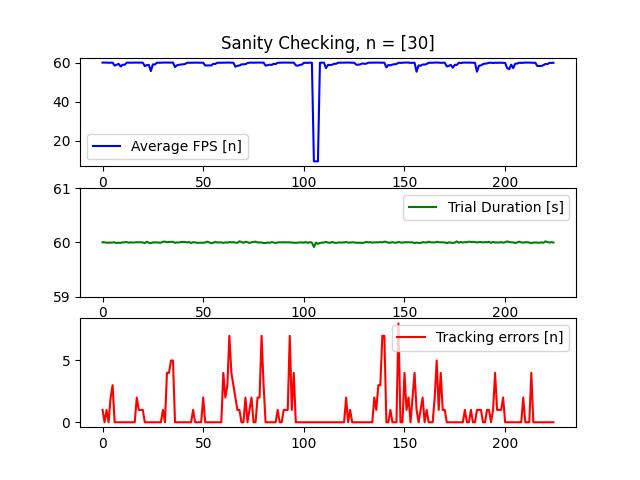 Sanity Checking, n = [30]
60
40
20
Average FPS [n]
0 50 100 150 200
61
60
59
Trial Duration [s]
0 50 100 150 200
5
0
Tracking errors [n]
0 50 100 150 200